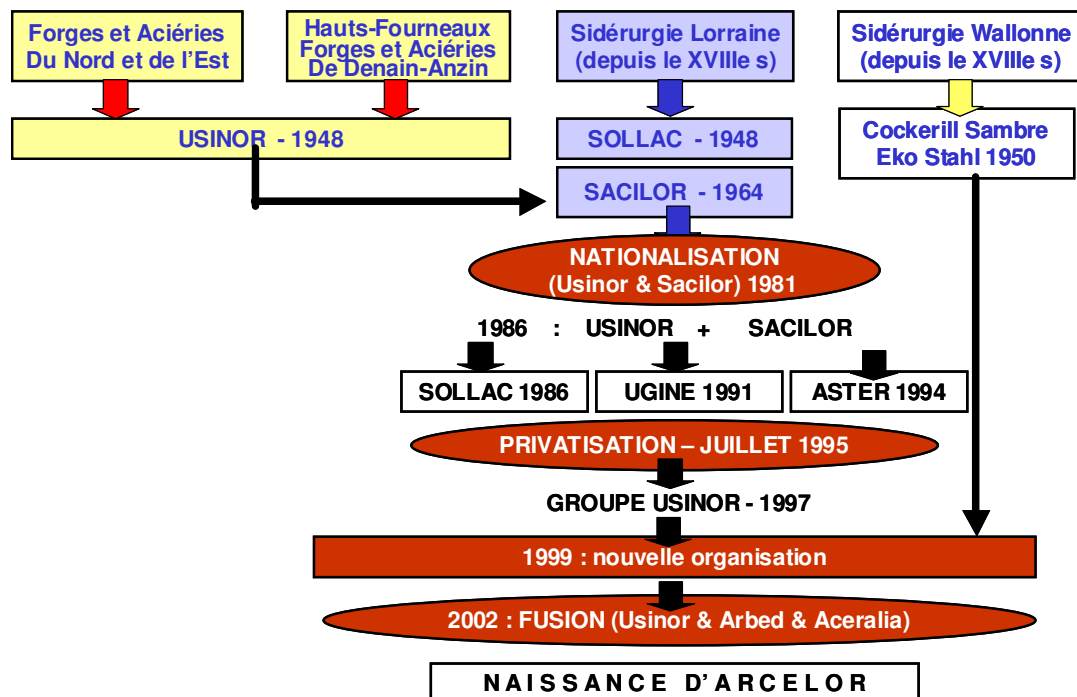 Forges et Aciéries
Du Nord et de l'Est
Hauts-Fourneaux
Forges et Aciéries
De Denain-Anzin
Sidérurgie Lorraine
(depuis le XVIIIe s)
Sidérurgie Wallonne
(depuis le XVIIIe s)
USINOR - 1948
SOLLAC - 1948
Cockerill Sambre
Eko Stahl 1950
SACILOR - 1964
NATIONALISATION
(Usinor & Sacilor) 1981
1986 : USINOR + SACILOR
SOLLAC 1986
UGINE 1991
ASTER 1994
PRIVATISATION – JUILLET 1995
GROUPE USINOR - 1997
1999 : nouvelle organisation
2002 : FUSION (Usinor & Arbed & Aceralia)
NAISSANCE D'ARCELOR